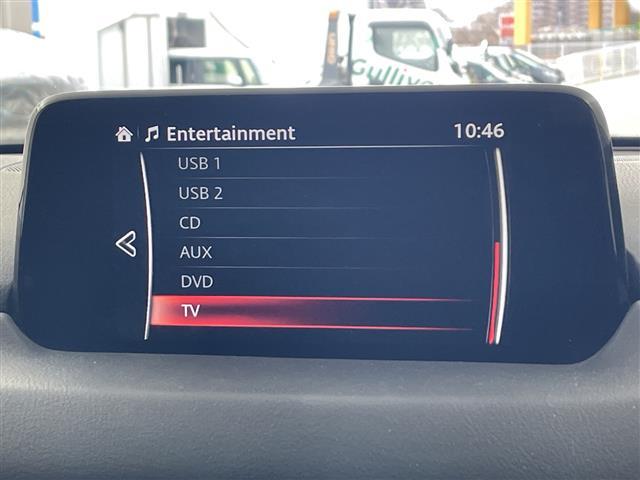 Gulliver
Entertainment
10:46
USB 1
USB 2
CD
AUX
DVD
TV